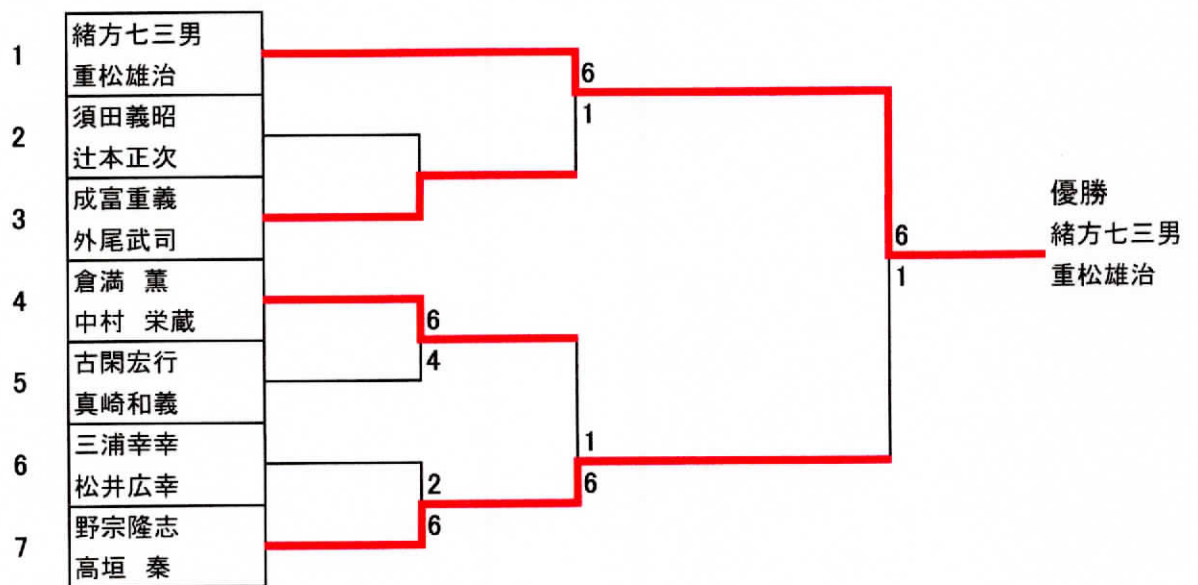 1
緒方七三男
重松雄治
2
須田義昭
辻本正次
3
成富重義
外尾武司
4
倉満 薫
中村 栄蔵
5
古閑宏行
真崎和義
6
三浦幸幸
松井広幸
7
野宗隆志
高垣 秦
6
4
2
6
6
1
1
6
6
1
優勝
緒方七三男
重松雄治